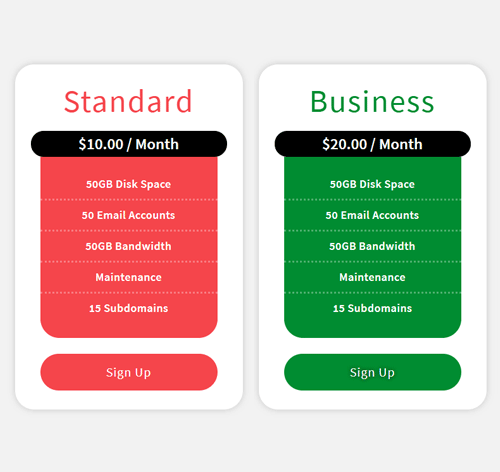 Standard
$10.00 / Month
50GB Disk Space
50 Email Accounts
50GB Bandwidth
Maintenance
15 Subdomains
Sign Up
Business
$20.00 / Month
50GB Disk Space
50 Email Accounts
50GB Bandwidth
Maintenance
15 Subdomains
Sign Up